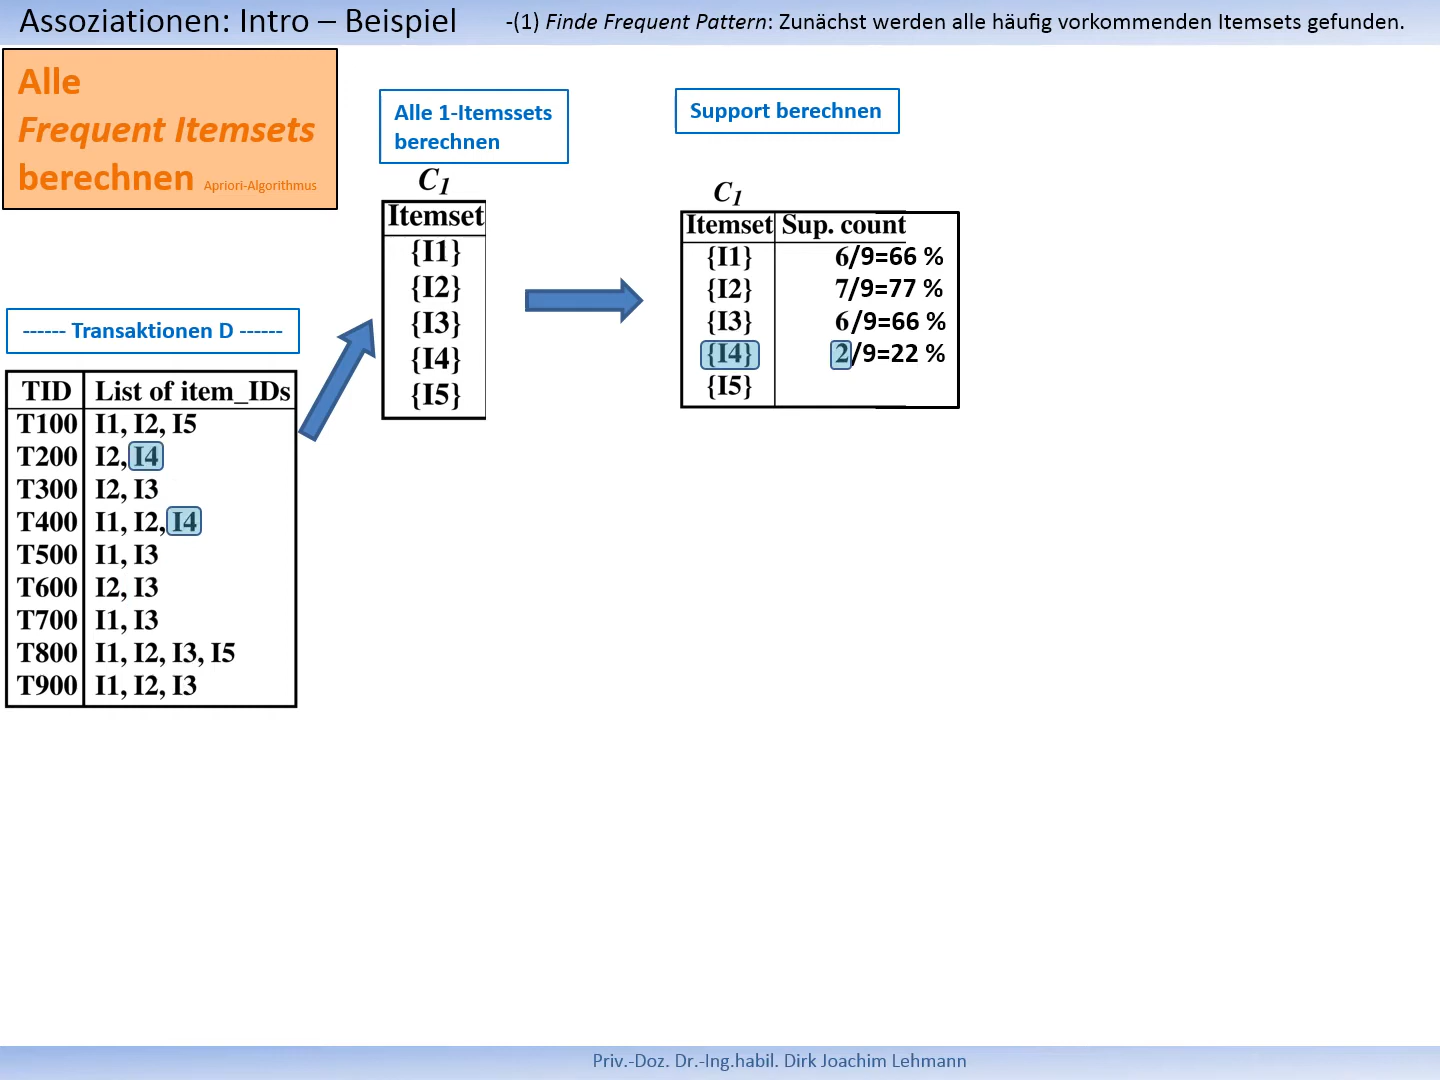 Assoziationen: Intro – Beispiel
-(1) Finde Frequent Pattern: Zunächst werden alle häufig vorkommenden Itemsets gefunden.
Alle
Frequent Itemsets
berechnen Apriori-Algorithmus
Alle 1-Itemssets
berechnen
C1
Itemset
{I1}
{I2}
{I3}
{I4}
{I5}
Support berechnen
C1
Itemset Sup. count
{I1} 6/9=66 %
{I2} 7/9=77 %
{I3} 6/9=66 %
{I4} 2/9=22 %
{I5}
------ Transaktionen D ------
TID List of item_IDs
T100 I1, I2, I5
T200 I2, I4
T300 I2, I3
T400 I1, I2, I4
T500 I1, I3
T600 I2, I3
T700 I1, I3
T800 I1, I2, I3, I5
T900 I1, I2, I3
Priv.-Doz. Dr.-Ing.habil. Dirk Joachim Lehmann